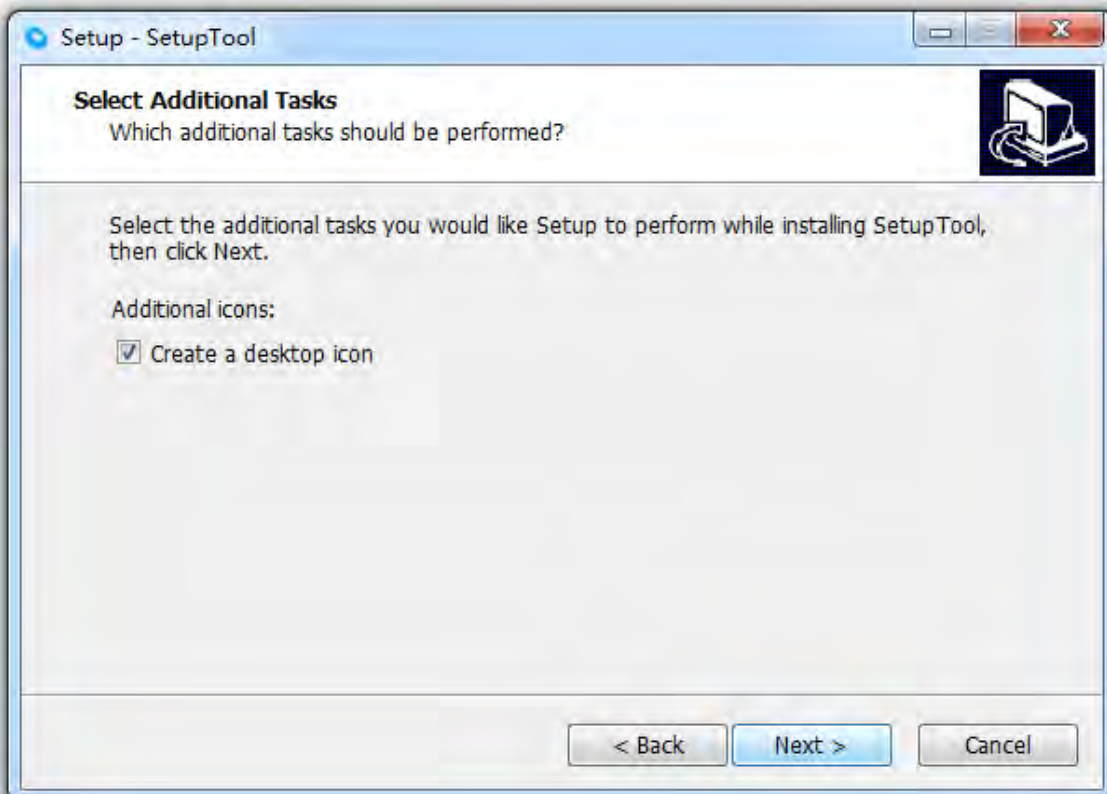 Setup - SetupTool
Select Additional Tasks
Which additional tasks should be performed?
Select the additional tasks you would like Setup to perform while installing SetupTool,
then click Next.
Additional icons:
Create a desktop icon
< Back
Next >
Cancel